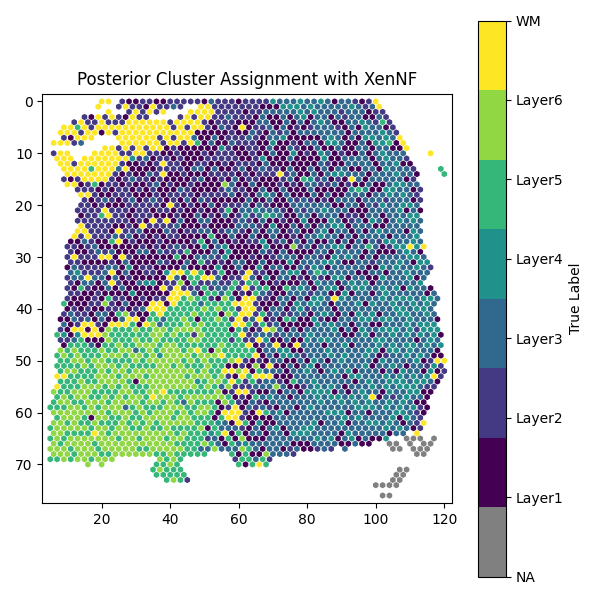 Posterior Cluster Assignment with XenNF
0
10
20
30
40
50
60
70
20
40
60
80
100
120
WM
Layer6
Layer5
Layer4
Layer3
Layer2
Layer1
NA
True Label